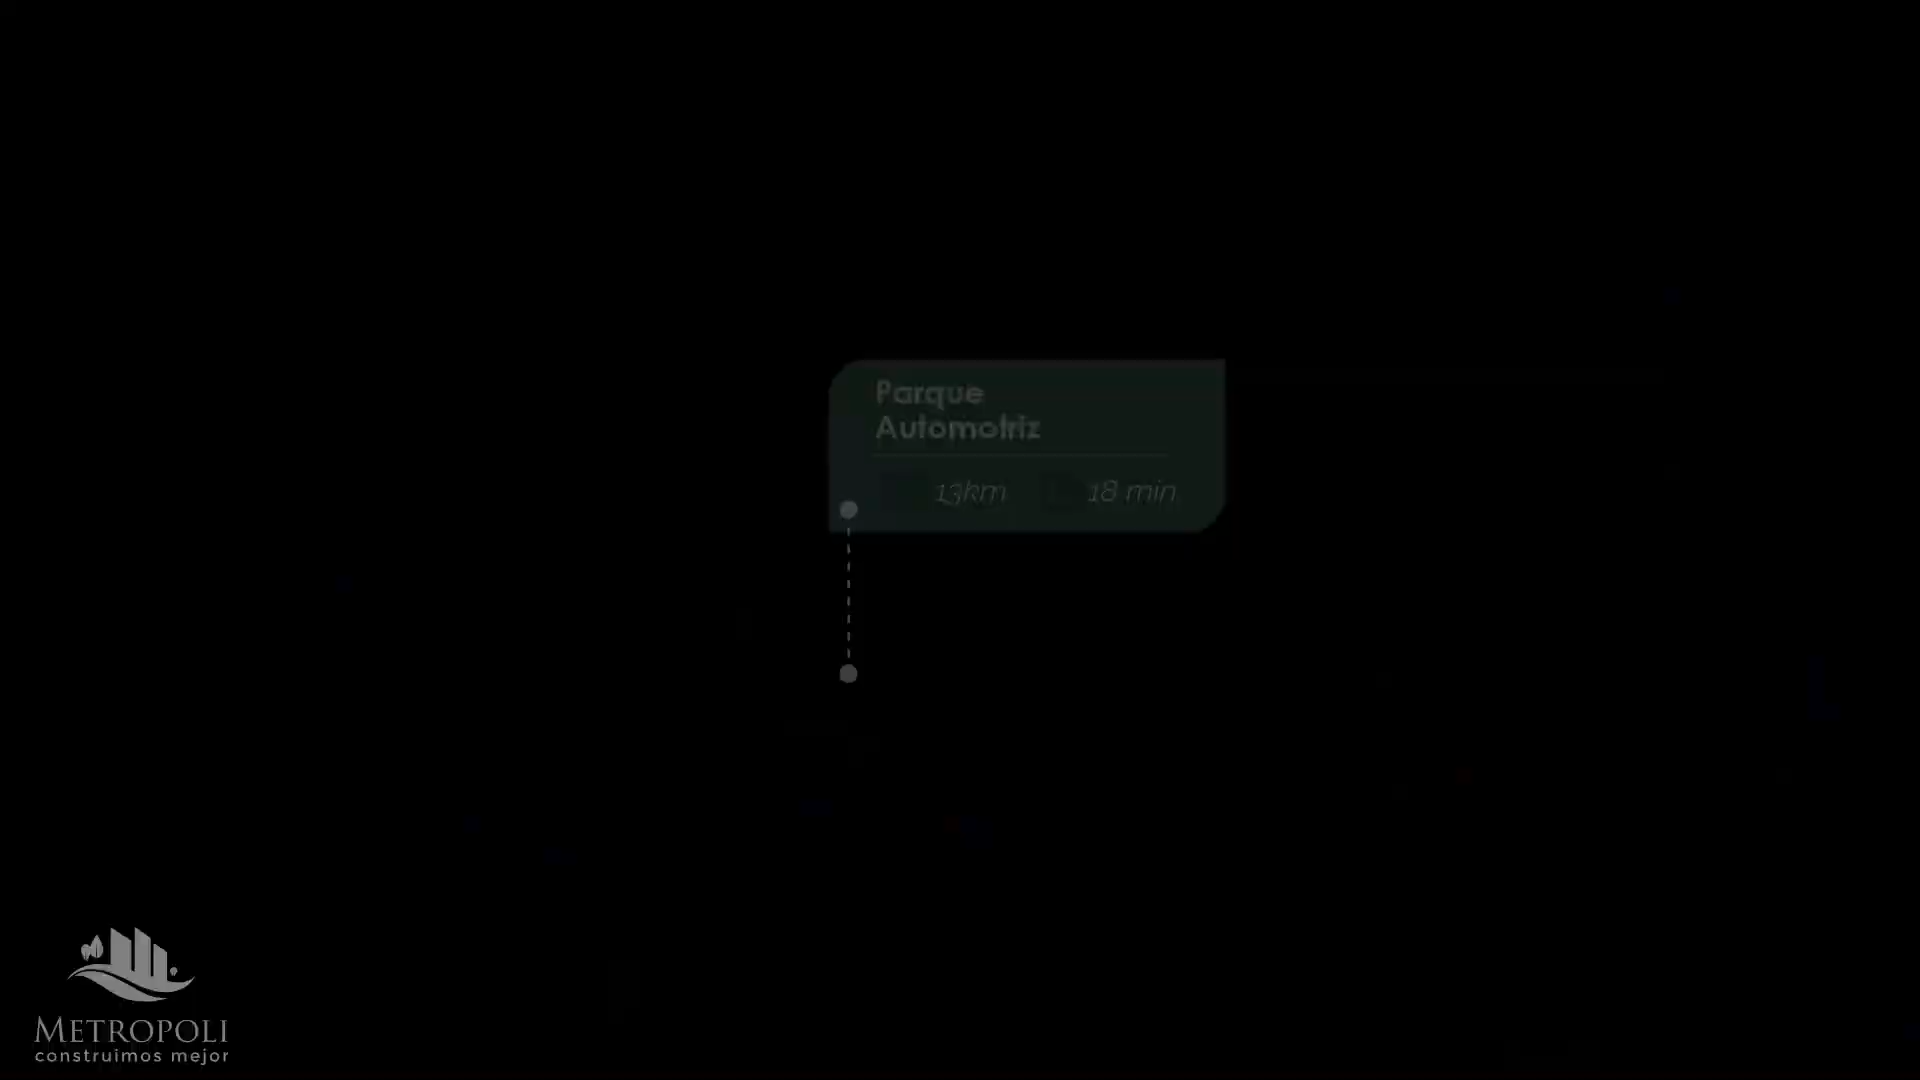 Parque
Automotriz
13km 18 min
METROPOLI
construimos mejor